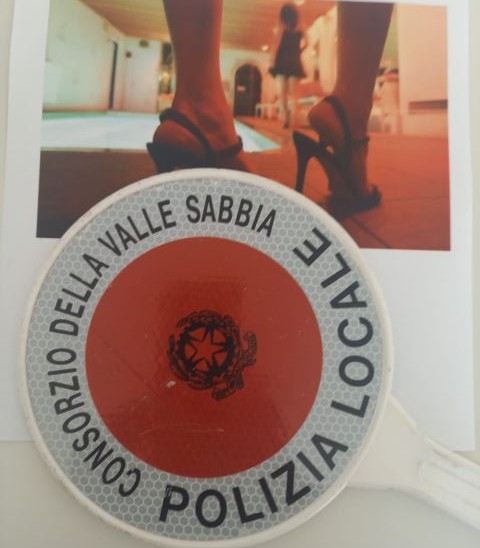 CONSORZIO DELLA VALLE SABBIA
POLIZIA LOCALE